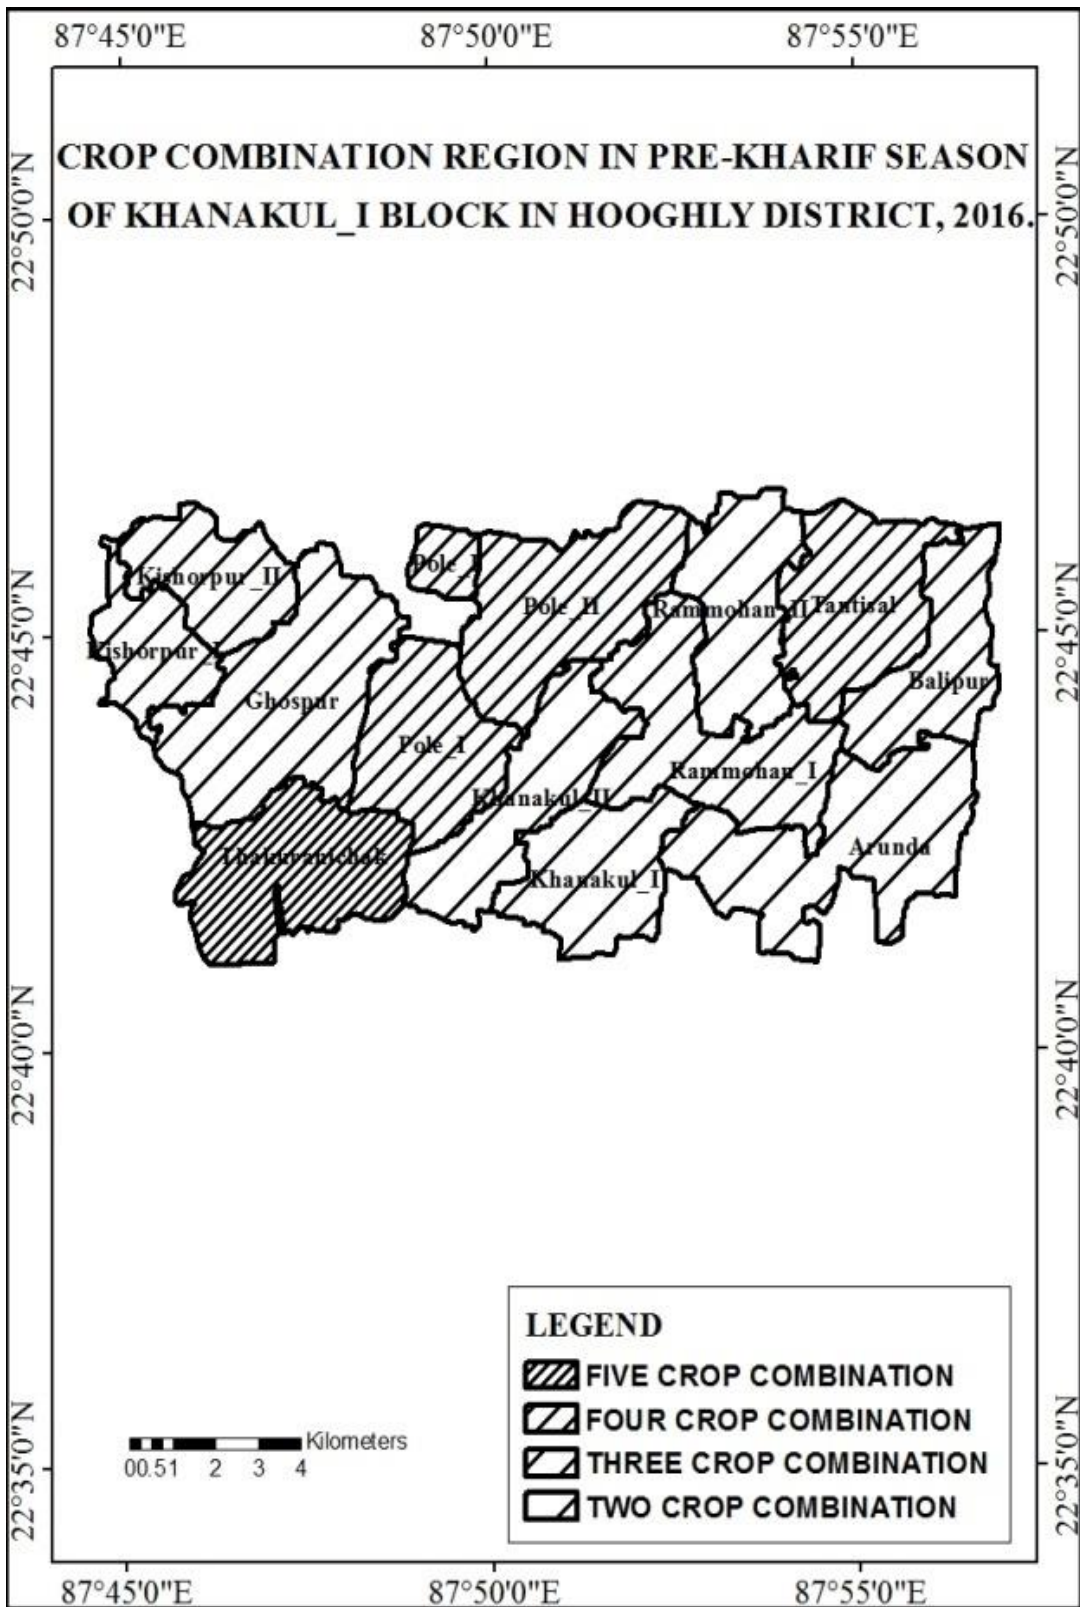 87°45'0"E 87°50'0"E 87°55'0"E
CROP COMBINATION REGION IN PRE-KHARIF SEASON
OF KHANAKUL_I BLOCK IN HOOGHLY DISTRICT, 2016.
22°50'0"N 22°50'0"N
Pole_I
Kishorpur_II
Pole_II
Rammohan_II
Tantisal
22°45'0"N 22°45'0"N
Kishorpur_I
Balipur
Ghospur
Pole_I
Rammohan_I
Khanakul_II
Arunda
Thakuranichak
Khanakul_I
22°40'0"N 22°40'0"N
LEGEND
FIVE CROP COMBINATION
FOUR CROP COMBINATION
THREE CROP COMBINATION
TWO CROP COMBINATION
Kilometers
00.51 2 3 4
22°35'0"N 22°35'0"N
87°45'0"E 87°50'0"E 87°55'0"E